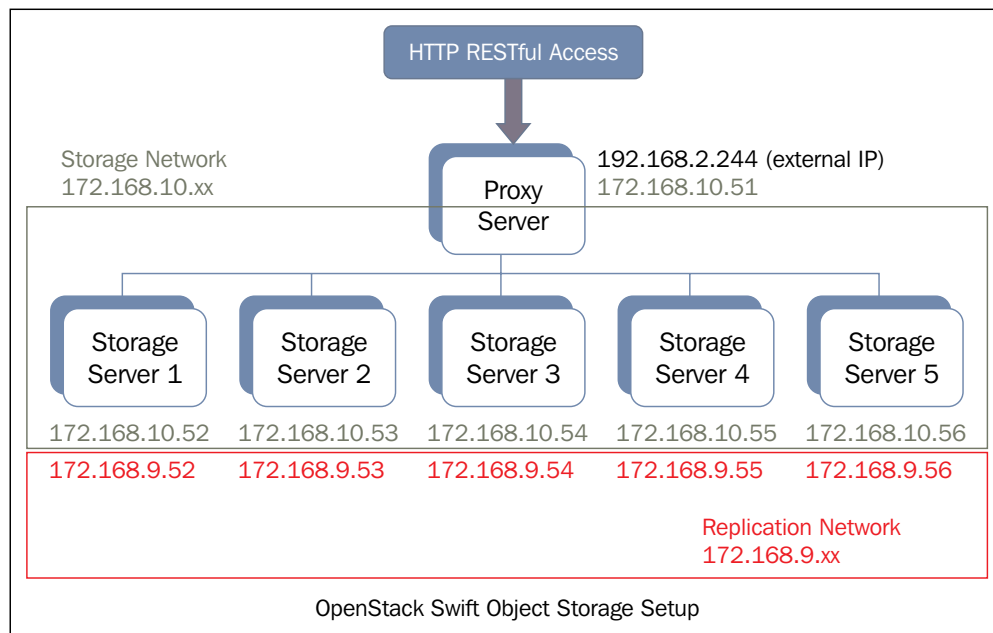 HTTP RESTful Access
Storage Network
172.168.10.xx
Proxy
Server
192.168.2.244 (external IP)
172.168.10.51
Storage
Server 1
Storage
Server 2
Storage
Server 3
Storage
Server 4
Storage
Server 5
172.168.10.52
172.168.10.53
172.168.10.54
172.168.10.55
172.168.10.56
172.168.9.52
172.168.9.53
172.168.9.54
172.168.9.55
172.168.9.56
Replication Network
172.168.9.xx
OpenStack Swift Object Storage Setup